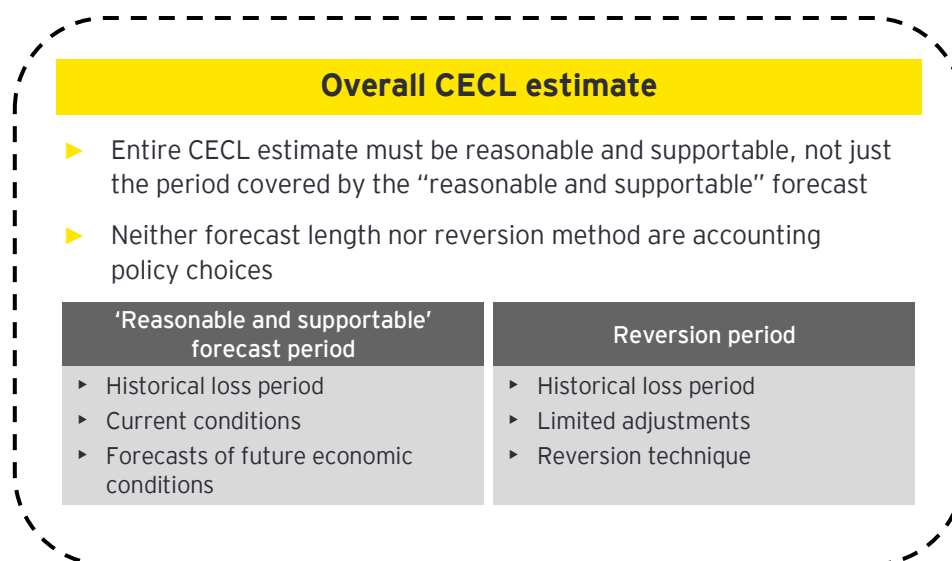 Overall CECL estimate
► Entire CECL estimate must be reasonable and supportable, not just
the period covered by the “reasonable and supportable” forecast
► Neither forecast length nor reversion method are accounting
policy choices
‘Reasonable and supportable’
forecast period
▸ Historical loss period
▸ Current conditions
▸ Forecasts of future economic
conditions
Reversion period
▸ Historical loss period
▸ Limited adjustments
▸ Reversion technique